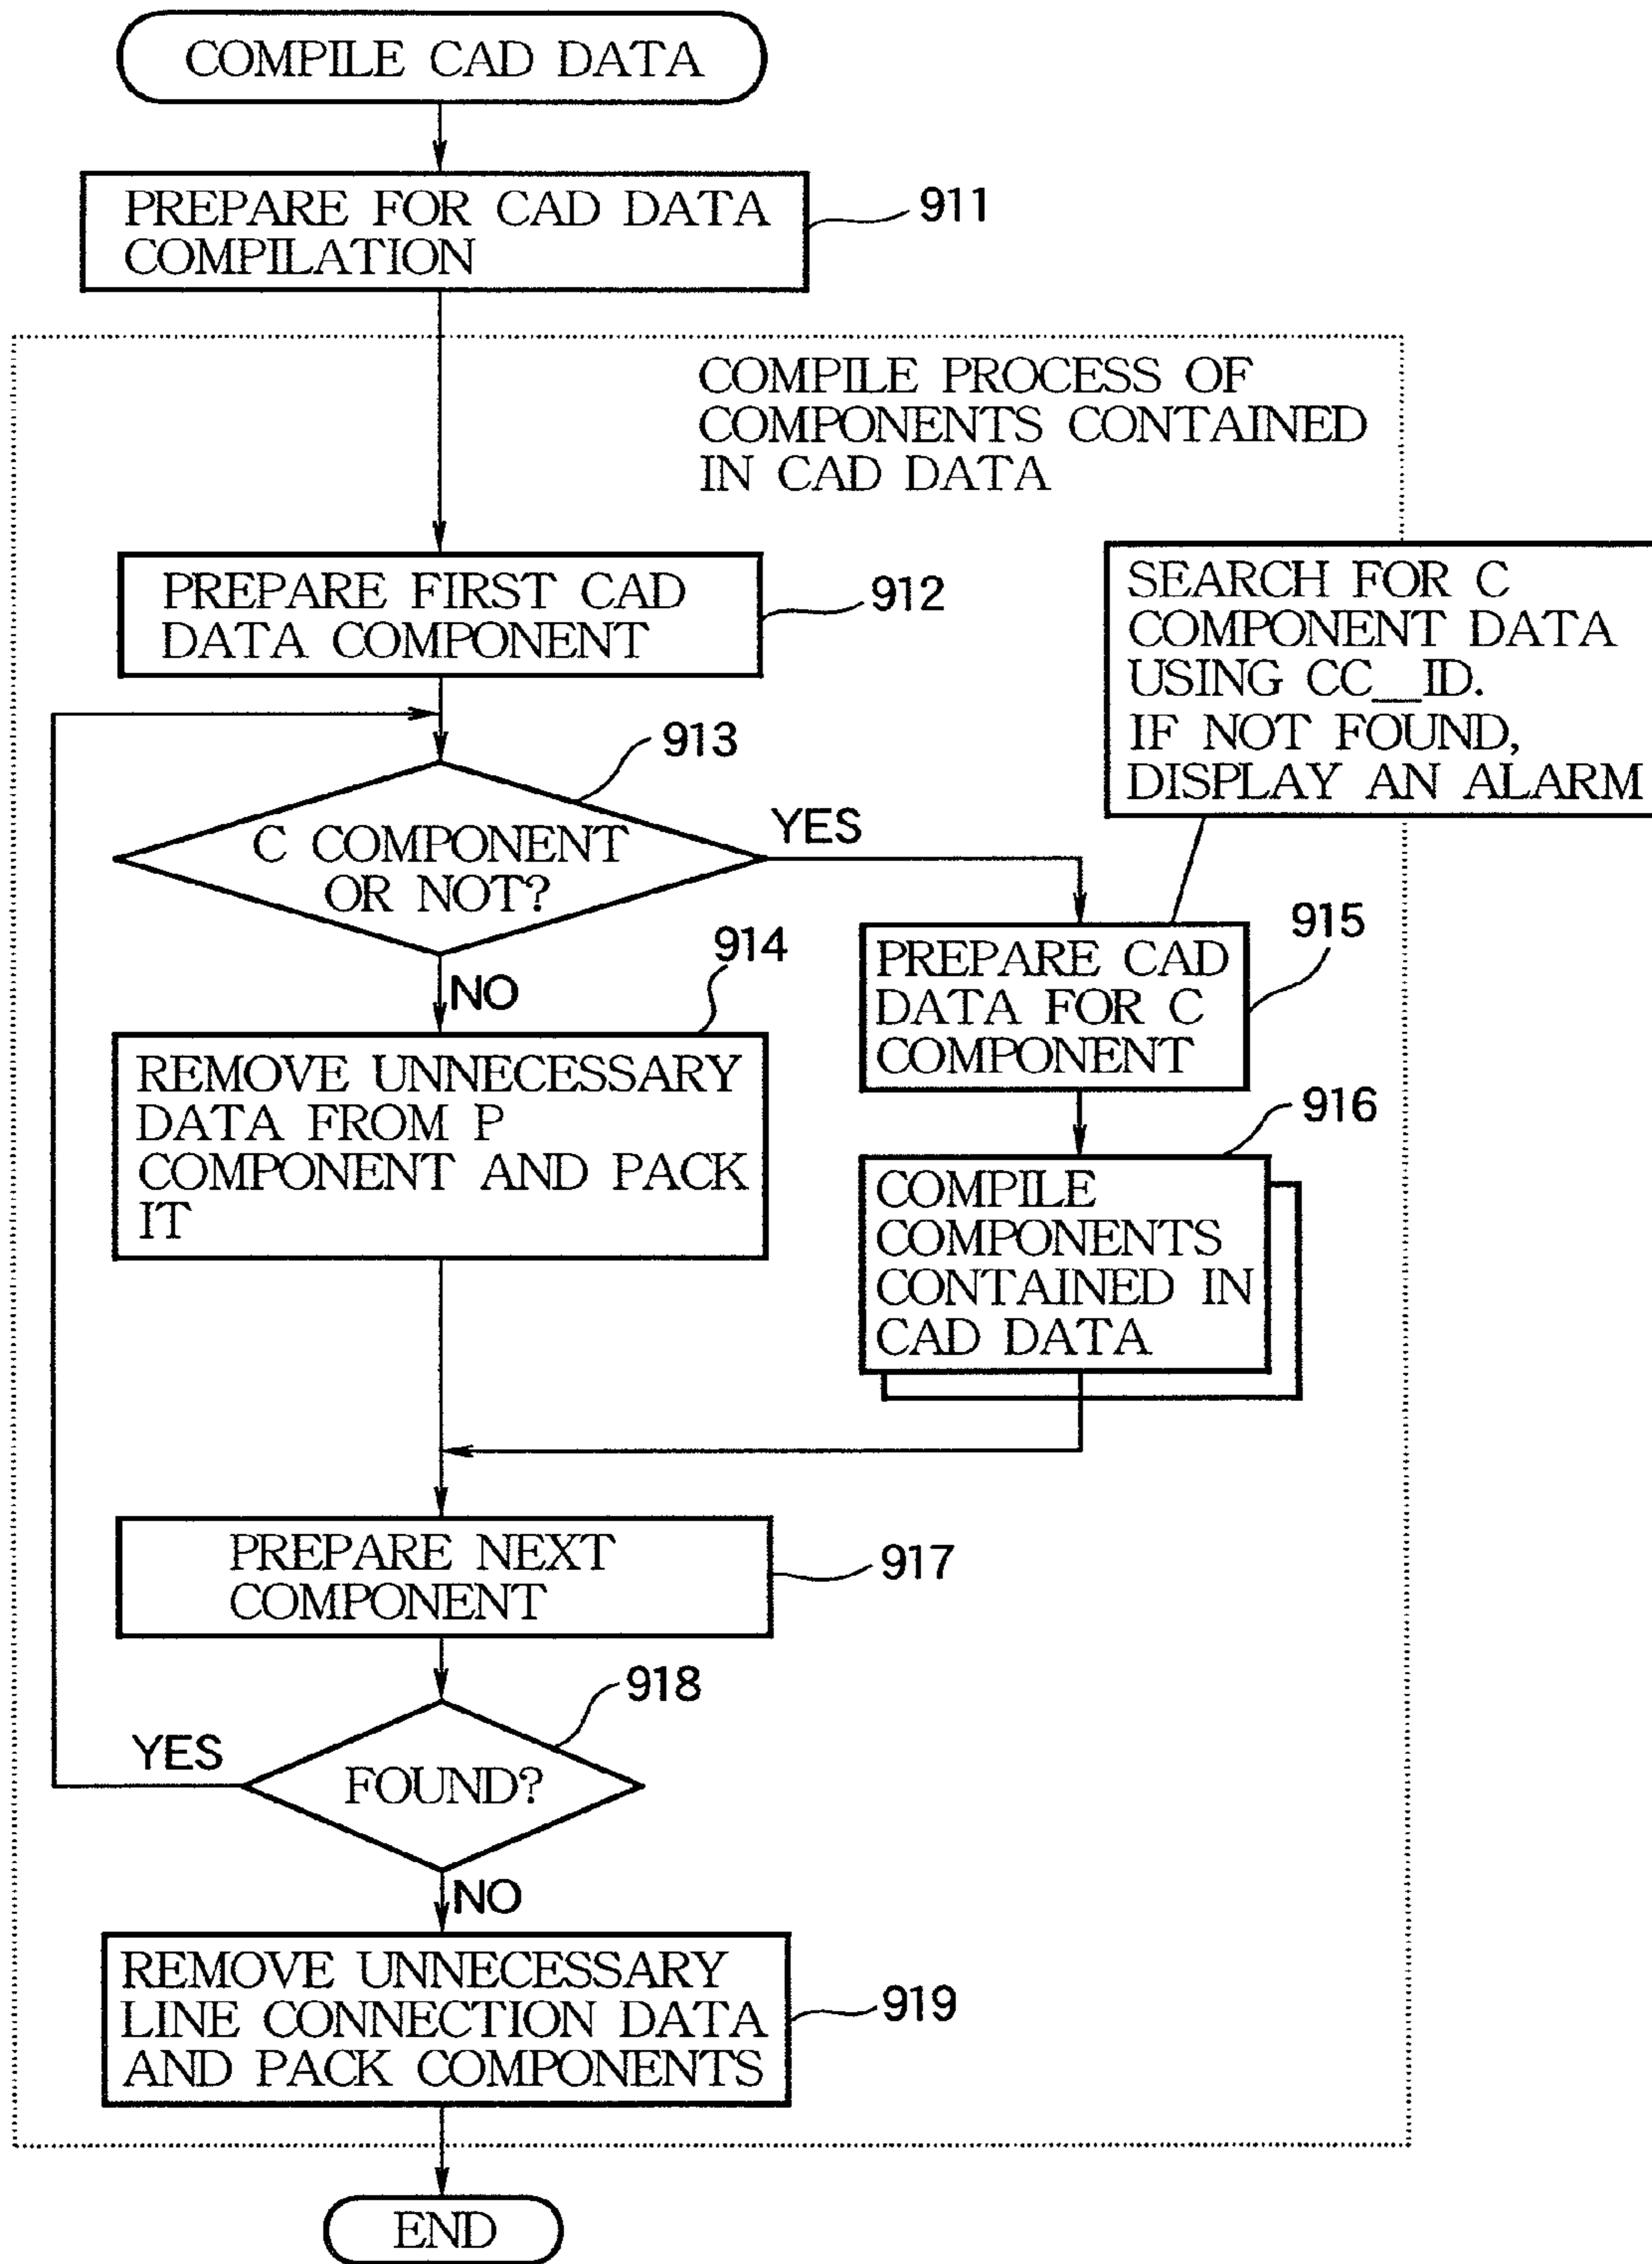 COMPILE CAD DATA
PREPARE FOR CAD DATA
COMPILATION
911
COMPILE PROCESS OF
COMPONENTS CONTAINED
IN CAD DATA
PREPARE FIRST CAD
DATA COMPONENT
912
SEARCH FOR C
COMPONENT DATA
USING CC__ID.
IF NOT FOUND,
DISPLAY AN ALARM
913
C COMPONENT
OR NOT?
YES
NO
914
REMOVE UNNECESSARY
DATA FROM P
COMPONENT AND PACK
IT
915
PREPARE CAD
DATA FOR C
COMPONENT
916
COMPILE
COMPONENTS
CONTAINED IN
CAD DATA
PREPARE NEXT
COMPONENT
917
918
YES
FOUND?
NO
REMOVE UNNECESSARY
LINE CONNECTION DATA
AND PACK COMPONENTS
919
END